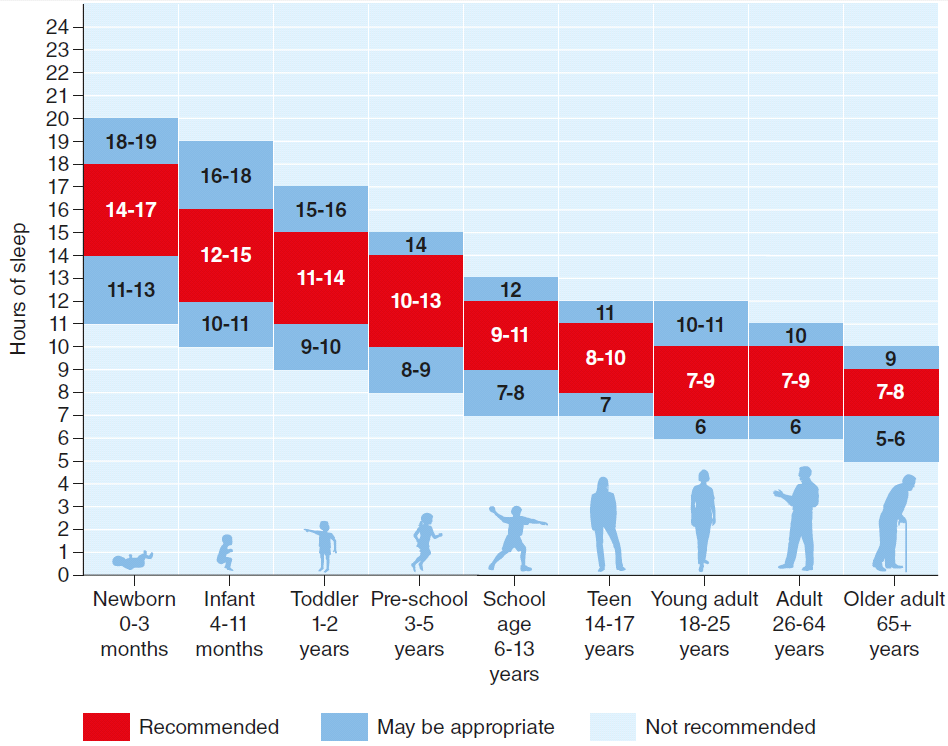 Hours of sleep
24
23
22
21
20
19
18
17
16
15
14
13
12
11
10
9
8
7
6
5
4
3
2
1
0
18-19
14-17
11-13
16-18
12-15
10-11
15-16
11-14
9-10
14
10-13
8-9
12
9-11
7-8
11
8-10
7
10-11
7-9
6
10
7-9
6
9
7-8
5-6
Newborn
0-3
months
Infant
4-11
months
Toddler
1-2
years
Pre-school
3-5
years
School
age
6-13
years
Teen
14-17
years
Young adult
18-25
years
Adult
26-64
years
Older adult
65+
years
Recommended
May be appropriate
Not recommended